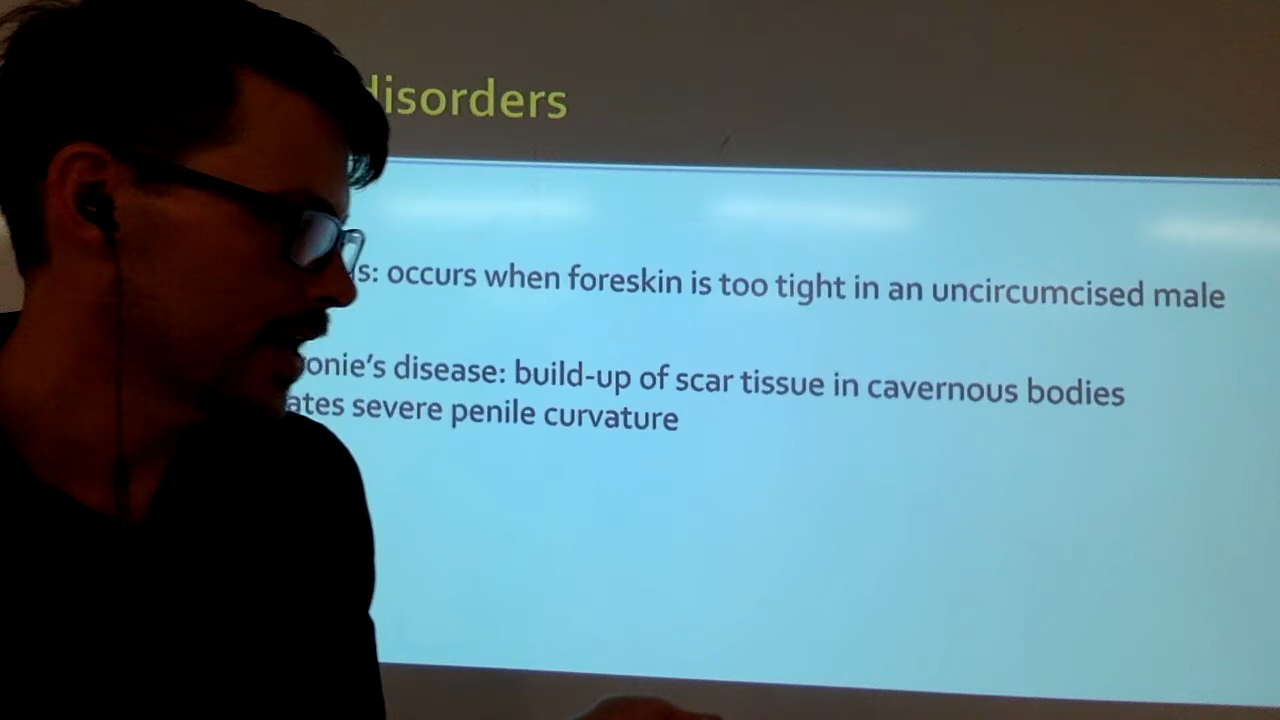 disorders
is: occurs when foreskin is too tight in an uncircumcised male
onie's disease: build-up of scar tissue in cavernous bodies
ates severe penile curvature